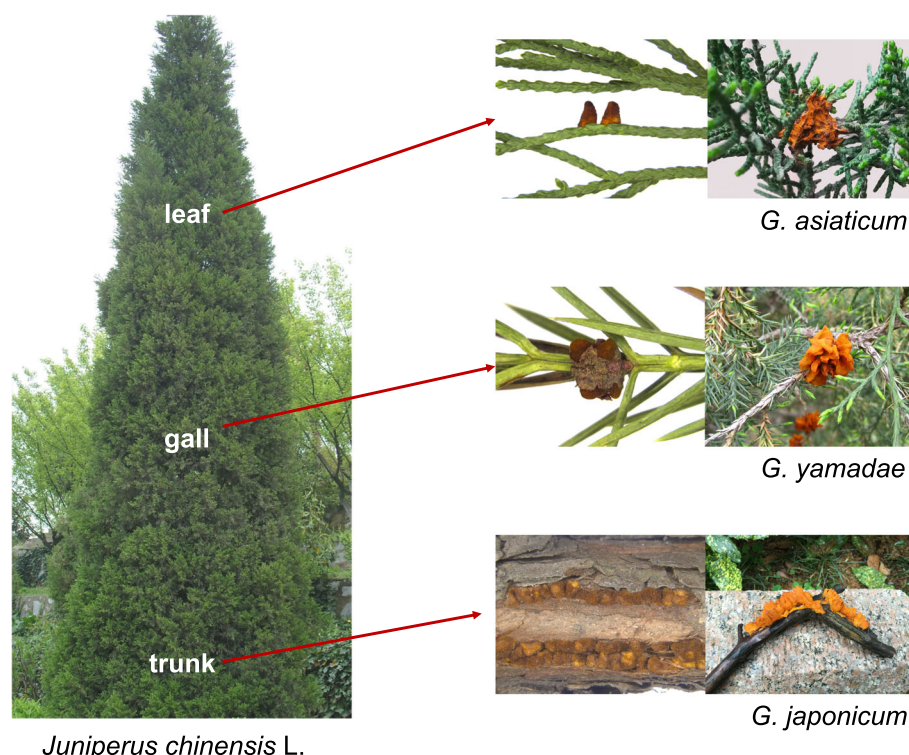 leaf
G. asiaticum
gall
G. yamadae
trunk
G. japonicum
Juniperus chinensis L.